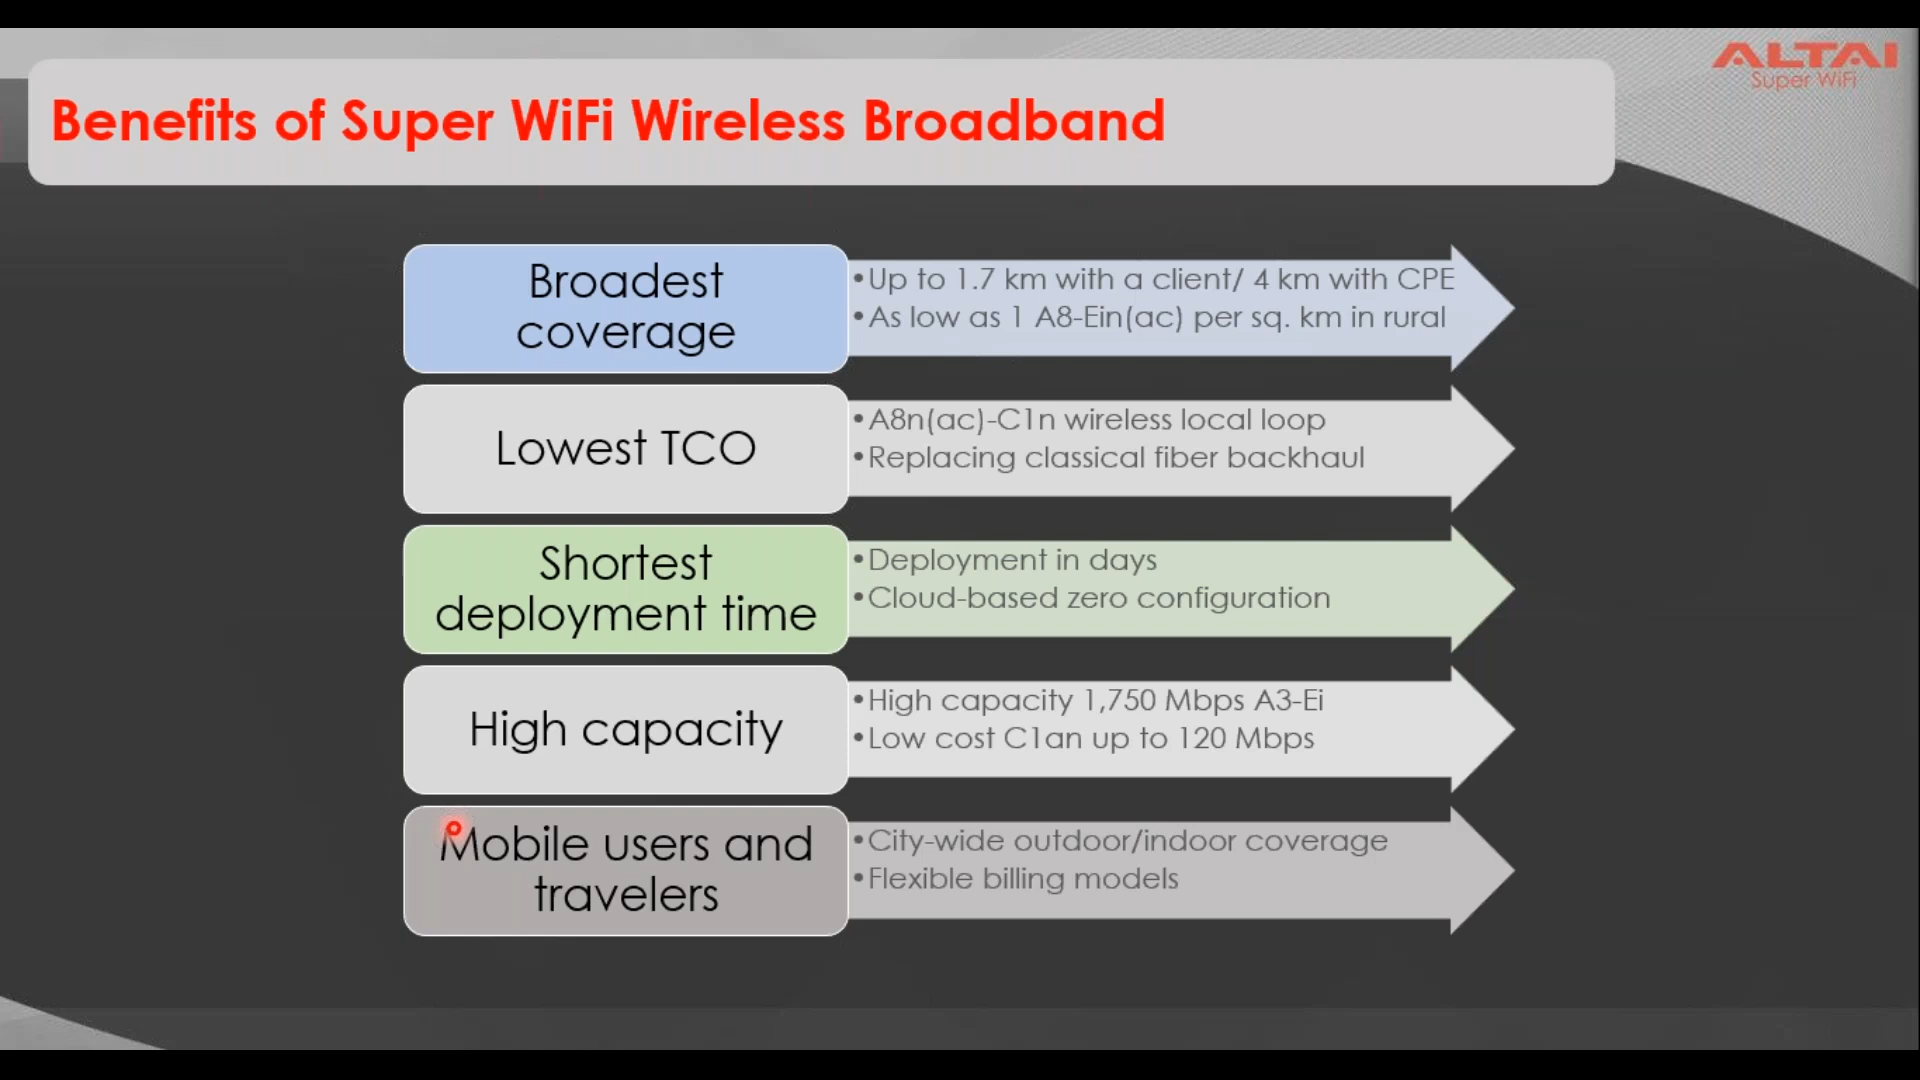 ALTAI
Super WiFi
Benefits of Super WiFi Wireless Broadband
Broadest
coverage
•Up to 1.7 km with a client/ 4 km with CPE
•As low as 1 A8-Ein(ac) per sq. km in rural
Lowest TCO
•A8n(ac)-C1n wireless local loop
•Replacing classical fiber backhaul
Shortest
deployment time
•Deployment in days
•Cloud-based zero configuration
High capacity
•High capacity 1,750 Mbps A3-Ei
•Low cost C1an up to 120 Mbps
Mobile users and
travelers
•City-wide outdoor/indoor coverage
•Flexible billing models